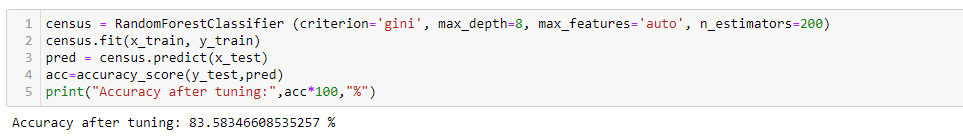 1 census = RandomForestClassifier (criterion='gini', max_depth=8, max_features='auto', n_estimators=200)
2 census.fit(x_train, y_train)
3 pred = census.predict(x_test)
4 acc=accuracy_score(y_test,pred)
5 print("Accuracy after tuning:",acc*100,"%")
Accuracy after tuning: 83.58346608535257 %